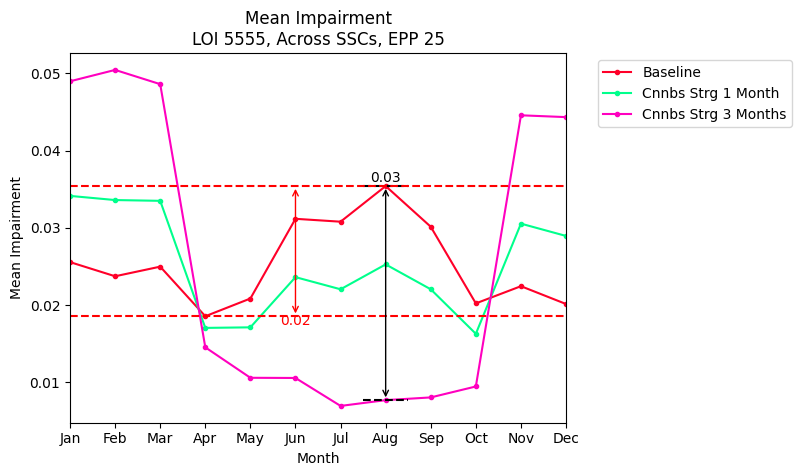 Mean Impairment
LOI 5555, Across SSCs, EPP 25
Baseline
Cnnbs Strg 1 Month
Cnnbs Strg 3 Months
Mean Impairment
0.05
0.04
0.03
0.02
0.01
0.03
0.02
Jan Feb Mar Apr May Jun Jul Aug Sep Oct Nov Dec
Month